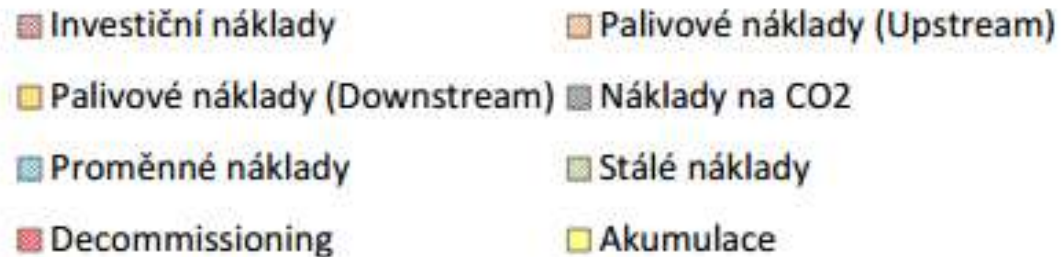 Investiční náklady Palivové náklady (Upstream)
Palivové náklady (Downstream) Náklady na CO2
Proměnné náklady Stálé náklady
Decommissioning Akumulace